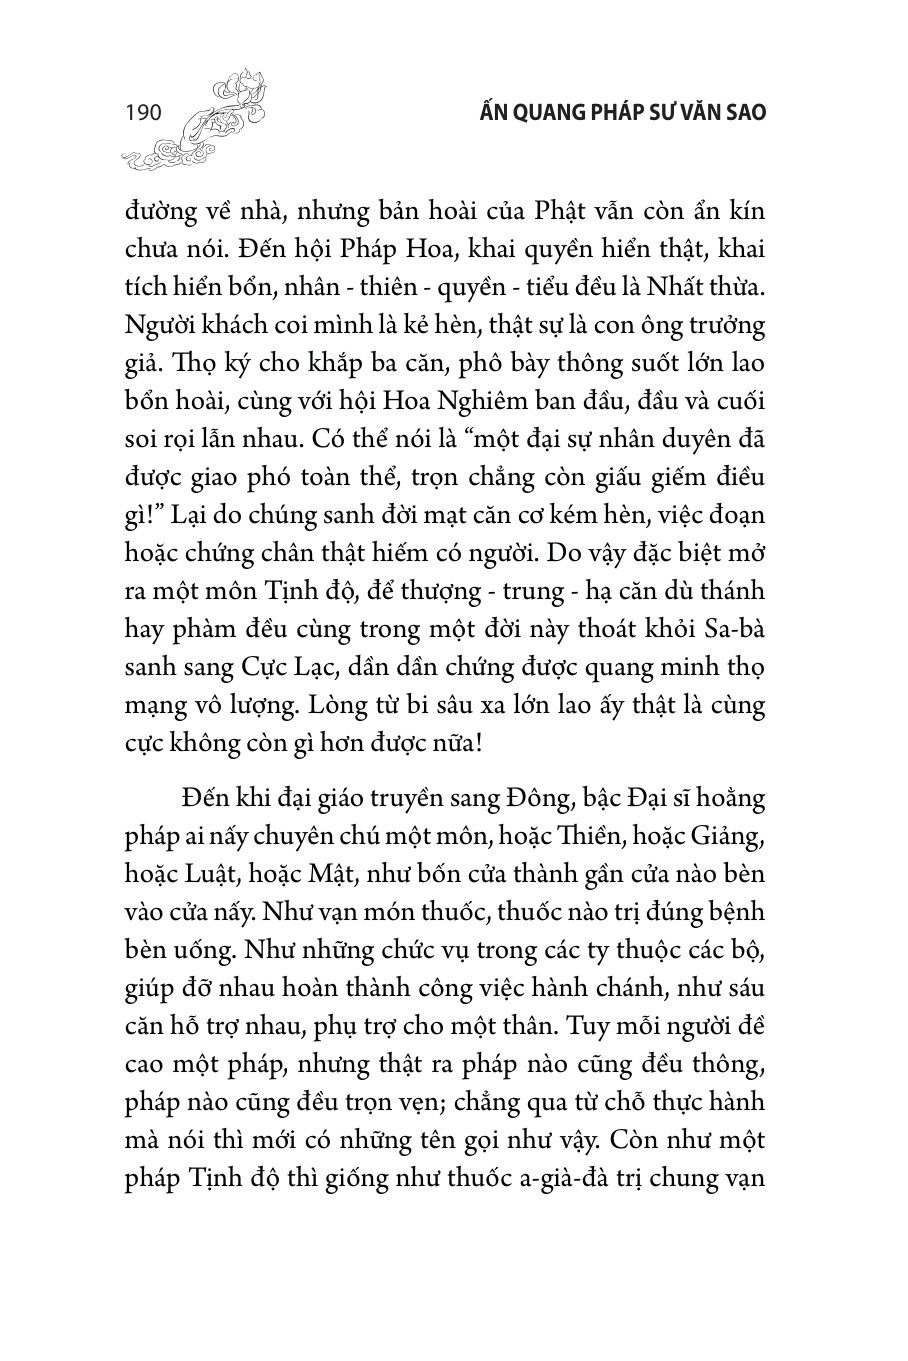 190
ẤN QUANG PHÁP SƯ VĂN SAO
đường về nhà, nhưng bản hoài của Phật vẫn còn ẩn kín
chưa nói. Đến hội Pháp Hoa, khai quyền hiển thật, khai
tích hiển bổn, nhân - thiên - quyền - tiểu đều là Nhất thừa.
Người khách coi mình là kẻ hèn, thật sự là con ông trưởng
giả. Thọ ký cho khắp ba căn, phô bày thông suốt lớn lao
bổn hoài, cùng với hội Hoa Nghiêm ban đầu, đầu và cuối
soi rọi lẫn nhau. Có thể nói là “một đại sự nhân duyên đã
được giao phó toàn thể, trọn chẳng còn giấu giếm điều
gì!” Lại do chúng sanh đời mạt căn cơ kém hèn, việc đoạn
hoặc chứng chân thật hiếm có người. Do vậy đặc biệt mở
ra một môn Tịnh độ, để thượng - trung - hạ căn dù thánh
hay phàm đều cùng trong một đời này thoát khỏi Sa-bà
sanh sang Cực Lạc, dần dần chứng được quang minh thọ
mạng vô lượng. Lòng từ bi sâu xa lớn lao ấy thật là cùng
cực không còn gì hơn được nữa!
Đến khi đại giáo truyền sang Đông, bậc Đại sĩ hoằng
pháp ai nấy chuyên chú một môn, hoặc Thiền, hoặc Giảng,
hoặc Luật, hoặc Mật, như bốn cửa thành gần cửa nào bèn
vào cửa nấy. Như vạn món thuốc, thuốc nào trị đúng bệnh
bèn uống. Như những chức vụ trong các ty thuộc các bộ,
giúp đỡ nhau hoàn thành công việc hành chánh, như sáu
căn hỗ trợ nhau, phụ trợ cho một thân. Tuy mỗi người đề
cao một pháp, nhưng thật ra pháp nào cũng đều thông,
pháp nào cũng đều trọn vẹn; chẳng qua từ chỗ thực hành
mà nói thì mới có những tên gọi như vậy. Còn như một
pháp Tịnh độ thì giống như thuốc a-già-đà trị chung vạn